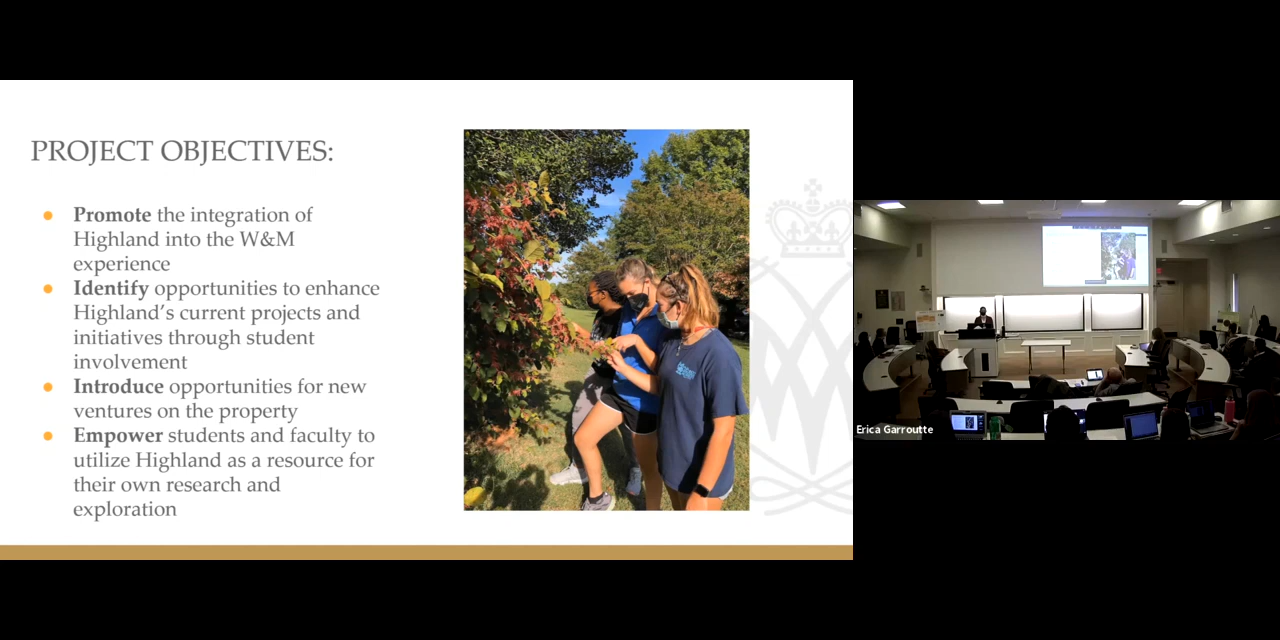 PROJECT OBJECTIVES:
● Promote the integration of
Highland into the W&M
experience
● Identify opportunities to enhance
Highland's current projects and
initiatives through student
involvement
● Introduce opportunities for new
ventures on the property
● Empower students and faculty to
utilize Highland as a resource for
their own research and
exploration
Erica Garroutte